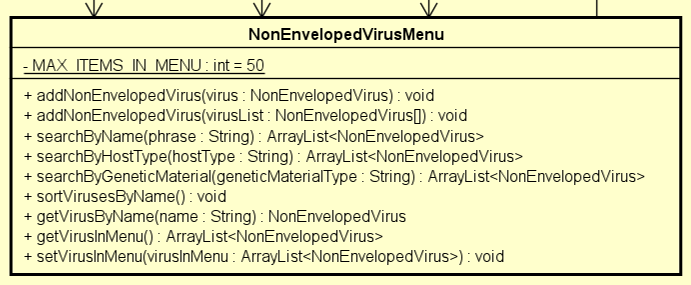 NonEnvelopedVirusMenu
- MAX_ITEMS_IN_MENU : int = 50
+ addNonEnvelopedVirus(virus : NonEnvelopedVirus) : void
+ addNonEnvelopedVirus(virusList : NonEnvelopedVirus[]) : void
+ searchByName(phrase : String) : ArrayList<NonEnvelopedVirus>
+ searchByHostType(hostType : String) : ArrayList<NonEnvelopedVirus>
+ searchByGeneticMaterial(geneticMaterialType : String) : ArrayList<NonEnvelopedVirus>
+ sortVirusesByName() : void
+ getVirusByName(name : String) : NonEnvelopedVirus
+ getVirusInMenu() : ArrayList<NonEnvelopedVirus>
+ setVirusInMenu(virusInMenu : ArrayList<NonEnvelopedVirus>) : void